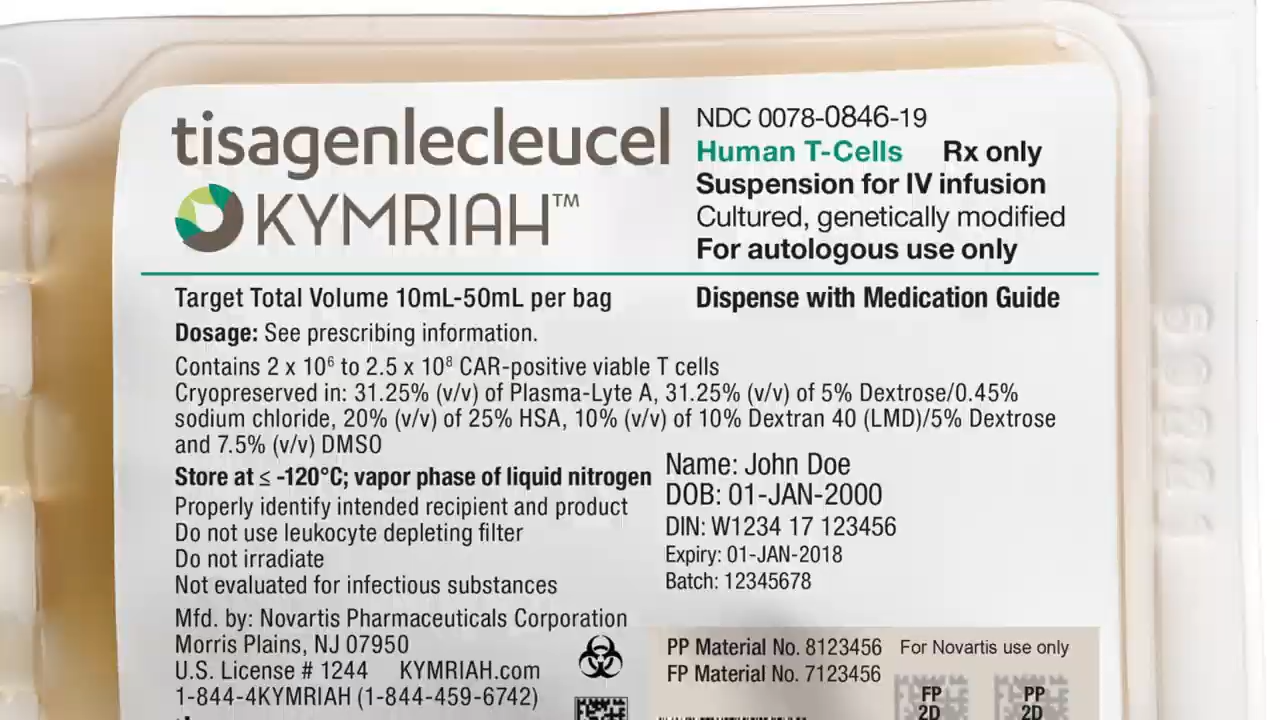 tisagenlecleucel
KYMRIAH™
NDC 0078-0846-19
Human T-Cells Rx only
Suspension for IV infusion
Cultured, genetically modified
For autologous use only
Target Total Volume 10mL-50mL per bag
Dispense with Medication Guide
Dosage: See prescribing information.
Contains 2 x 10⁶ to 2.5 x 10⁸ CAR-positive viable T cells
Cryopreserved in: 31.25% (v/v) of Plasma-Lyte A, 31.25% (v/v) of 5% Dextrose/0.45%
sodium chloride, 20% (v/v) of 25% HSA, 10% (v/v) of 10% Dextran 40 (LMD)/5% Dextrose
and 7.5% (v/v) DMSO
Store at ≤ -120°C; vapor phase of liquid nitrogen
Properly identify intended recipient and product
Do not use leukocyte depleting filter
Do not irradiate
Not evaluated for infectious substances
Name: John Doe
DOB: 01-JAN-2000
DIN: W1234 17 123456
Expiry: 01-JAN-2018
Batch: 12345678
Mfd. by: Novartis Pharmaceuticals Corporation
Morris Plains, NJ 07950
U.S. License # 1244 KYMRIAH.com
1-844-4KYMRIAH (1-844-459-6742)
PP Material No. 8123456 For Novartis use only
FP Material No. 7123456
FP
2D
PP
2D